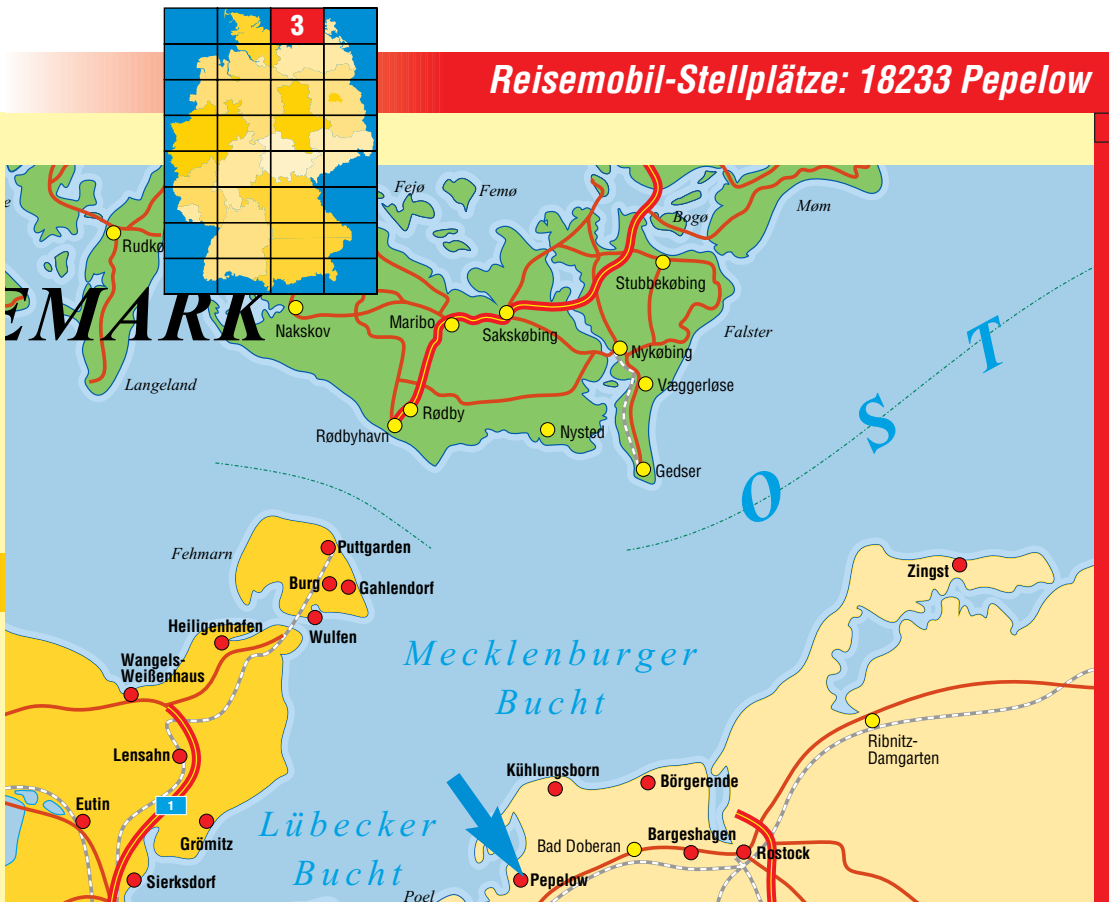 3
Reisemobil-Stellplätze: 18233 Pepelow
Fejø
Femø
Bogø
Møm
e
Rudkø
Stubbekøbing
EMARK
Nakskov
Maribo
Sakskøbing
Falster
Nykøbing
Langeland
Væggerløse
Rødby
Rødbyhavn
Nysted
Gedser
O S T
Fehmarn
Puttgarden
Burg
Gahlendorf
Zingst
Heiligenhafen
Wulfen
Wangels-
Weißenhaus
Mecklenburger
Bucht
Ribnitz-
Damgarten
Lensahn
Kühlungsborn
Börgerende
1
Eutin
Grömitz
Lübecker
Bucht
Bad Doberan
Bargeshagen
Rostock
Sierksdorf
Pepelow
Poel